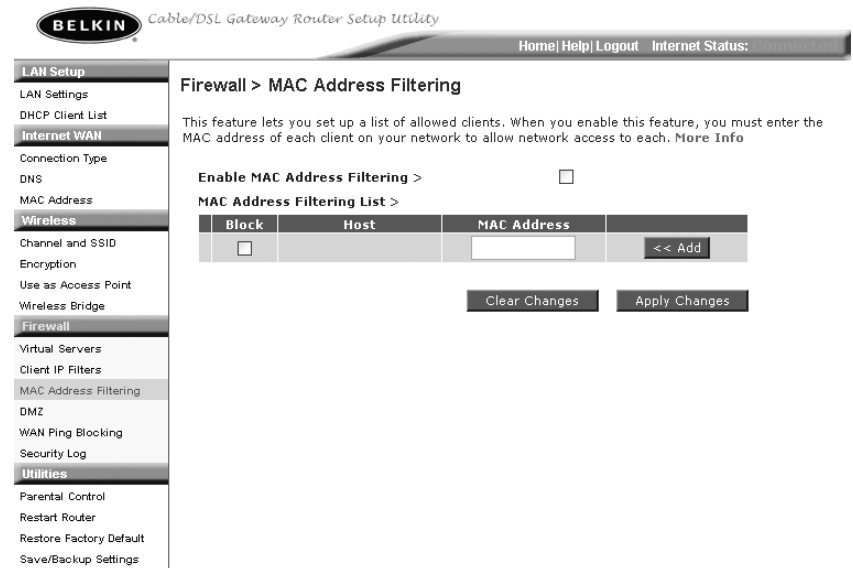 BELKIN
Cable/DSL Gateway Router Setup Utility
Home| Help| Logout Internet Status: Connected
LAN Setup
LAN Settings
DHCP Client List
Internet WAN
Connection Type
DNS
MAC Address
Wireless
Channel and SSID
Encryption
Use as Access Point
Wireless Bridge
Firewall
Virtual Servers
Client IP Filters
MAC Address Filtering
DMZ
WAN Ping Blocking
Security Log
Utilities
Parental Control
Restart Router
Restore Factory Default
Save/Backup Settings
Firewall > MAC Address Filtering
This feature lets you set up a list of allowed clients. When you enable this feature, you must enter the
MAC address of each client on your network to allow network access to each. More Info
Enable MAC Address Filtering >
MAC Address Filtering List >
Block Host MAC Address
<< Add
Clear Changes Apply Changes